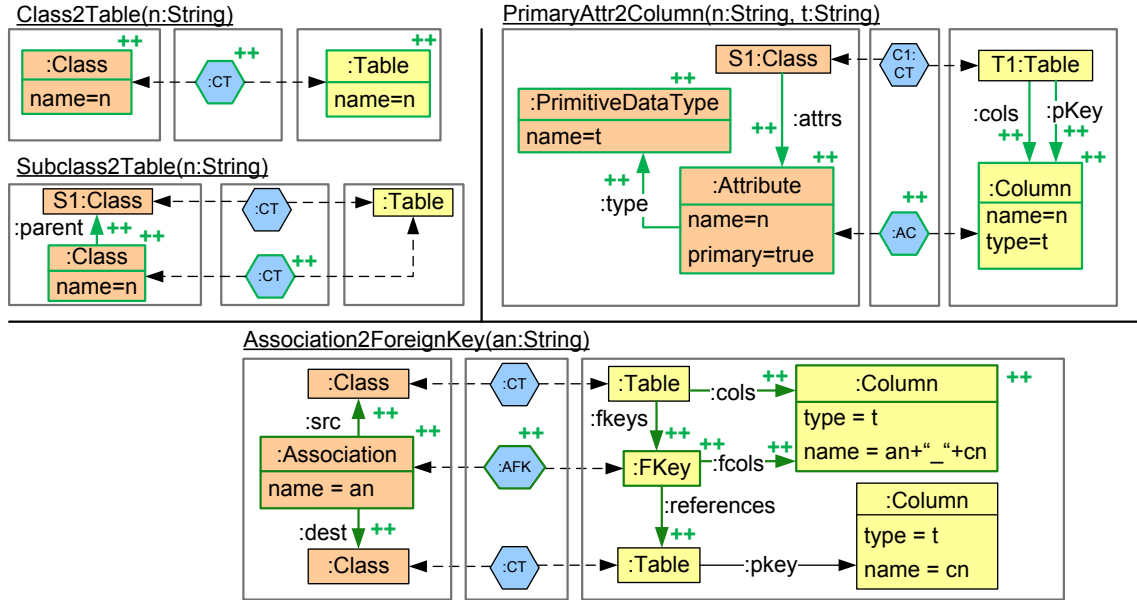 Class2Table(n:String)
++
:Class
name=n
++
:CT
++
:Table
name=n
Subclass2Table(n:String)
S1:Class
:CT
:Table
:parent
++
++
:Class
name=n
:CT
++
PrimaryAttr2Column(n:String, t:String)
S1:Class
C1:
CT
T1:Table
++
:PrimitiveDataType
name=t
:attrs
++
:cols
++
:pKey
++
++
:type
++
:Attribute
name=n
primary=true
++
:AC
++
:Column
name=n
type=t
Association2ForeignKey(an:String)
:Class
:CT
:Table
:cols
++
:Column
++
type = t
name = an+“_“+cn
:src
++
:fkeys
++
++
:Association
name = an
++
:AFK
:FKey
++
:fcols
++
:dest
++
:references
++
:Class
:CT
:Table
:pkey
:Column
type = t
name = cn